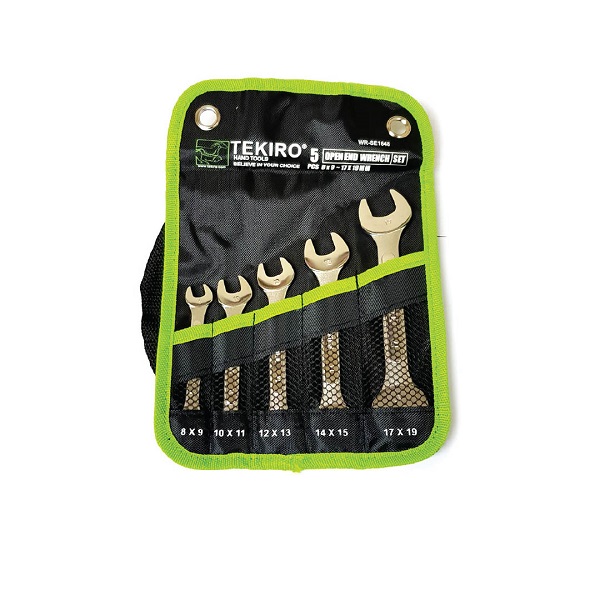 WR-SE1648
TEKIRO®
HAND TOOLS
BELIEVE IN YOUR CHOICE
5
PCS
OPEN END WRENCH SET
8 X 9 ~ 17 X 19 MM
8 X 9
10 X 11
12 X 13
14 X 15
17 X 19